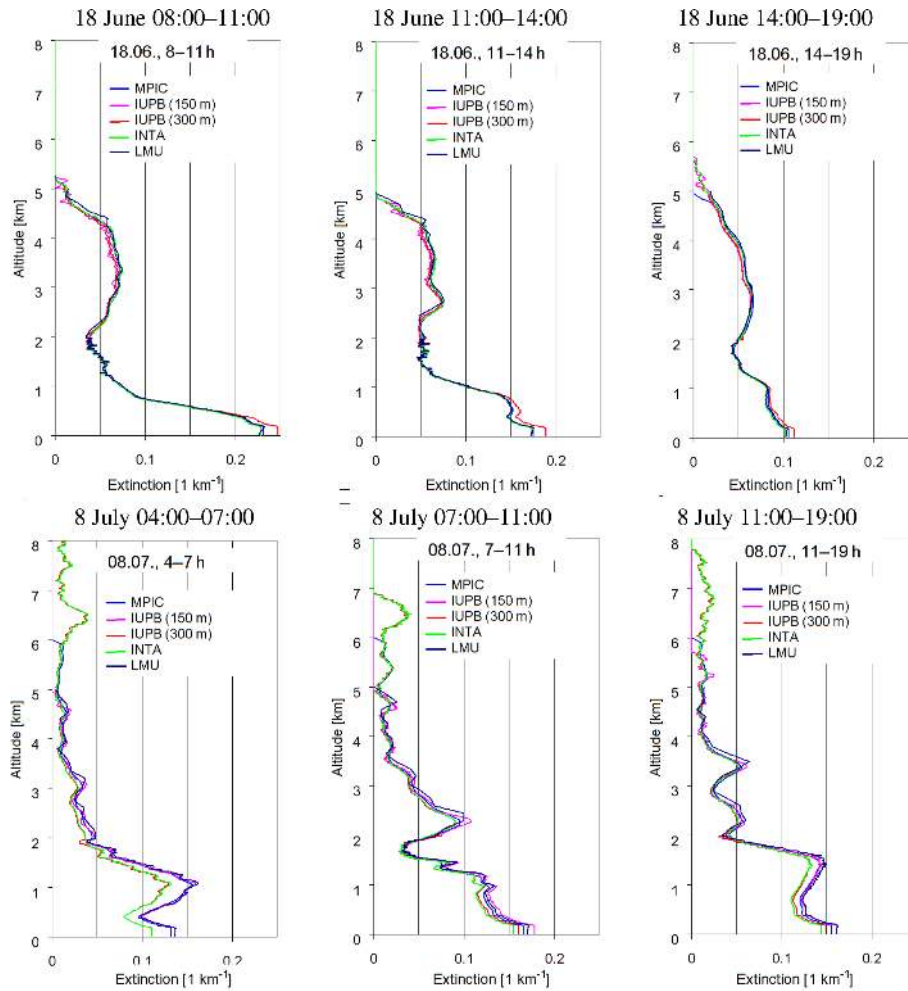 18 June 08:00–11:00
18.06., 8–11 h
MPIC
IUPB (150 m)
IUPB (300 m)
INTA
LMU
Altitude [km]
8
7
6
5
4
3
2
1
0
0 0.1 0.2
Extinction [1 km⁻¹]
18 June 11:00–14:00
18.06., 11–14 h
MPIC
IUPB (150 m)
IUPB (300 m)
INTA
LMU
Altitude [km]
8
7
6
5
4
3
2
1
0
0 0.1 0.2
Extinction [1 km⁻¹]
18 June 14:00–19:00
18.06., 14–19 h
MPIC
IUPB (150 m)
IUPB (300 m)
INTA
LMU
Altitude [km]
8
7
6
5
4
3
2
1
0
0 0.1 0.2
Extinction [1 km⁻¹]
8 July 04:00–07:00
08.07., 4–7 h
MPIC
IUPB (150 m)
IUPB (300 m)
INTA
LMU
Altitude [km]
8
7
6
5
4
3
2
1
0
0 0.1 0.2
Extinction [1 km⁻¹]
8 July 07:00–11:00
08.07., 7–11 h
MPIC
IUPB (150 m)
IUPB (300 m)
INTA
LMU
Altitude [km]
8
7
6
5
4
3
2
1
0
0 0.1 0.2
Extinction [1 km⁻¹]
8 July 11:00–19:00
08.07., 11–19 h
MPIC
IUPB (150 m)
IUPB (300 m)
INTA
LMU
Altitude [km]
8
7
6
5
4
3
2
1
0
0 0.1 0.2
Extinction [1 km⁻¹]